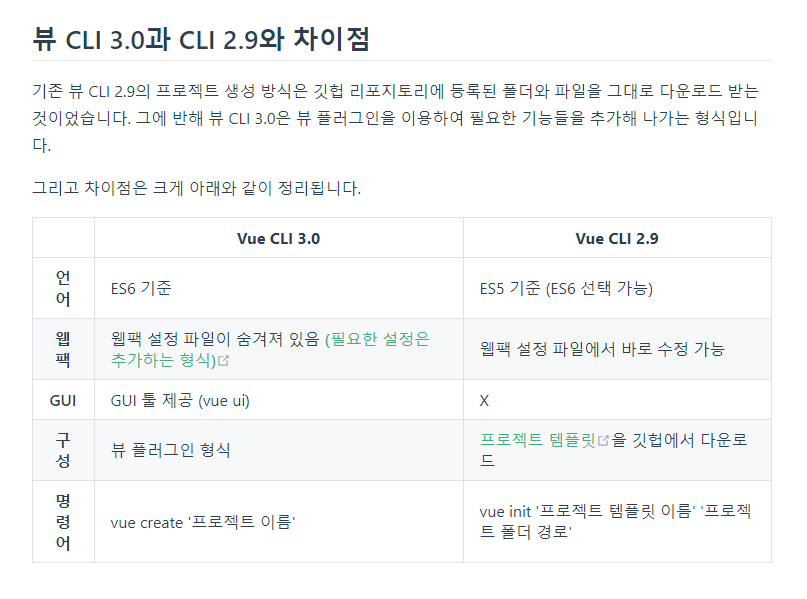 뷰 CLI 3.0과 CLI 2.9와 차이점
기존 뷰 CLI 2.9의 프로젝트 생성 방식은 깃헙 리포지토리에 등록된 폴더와 파일을 그대로 다운로드 받는
것이었습니다. 그에 반해 뷰 CLI 3.0은 뷰 플러그인을 이용하여 필요한 기능들을 추가해 나가는 형식입니
다.
그리고 차이점은 크게 아래와 같이 정리됩니다.
Vue CLI 3.0 Vue CLI 2.9
언
어
ES6 기준
ES5 기준 (ES6 선택 가능)
웹
팩
웹팩 설정 파일이 숨겨져 있음 (필요한 설정은
추가하는 형식)
웹팩 설정 파일에서 바로 수정 가능
GUI GUI 툴 제공 (vue ui) X
구
성
뷰 플러그인 형식
프로젝트 템플릿을 깃헙에서 다운로
드
명
령
어
vue create '프로젝트 이름'
vue init '프로젝트 템플릿 이름' '프로젝
트 폴더 경로'